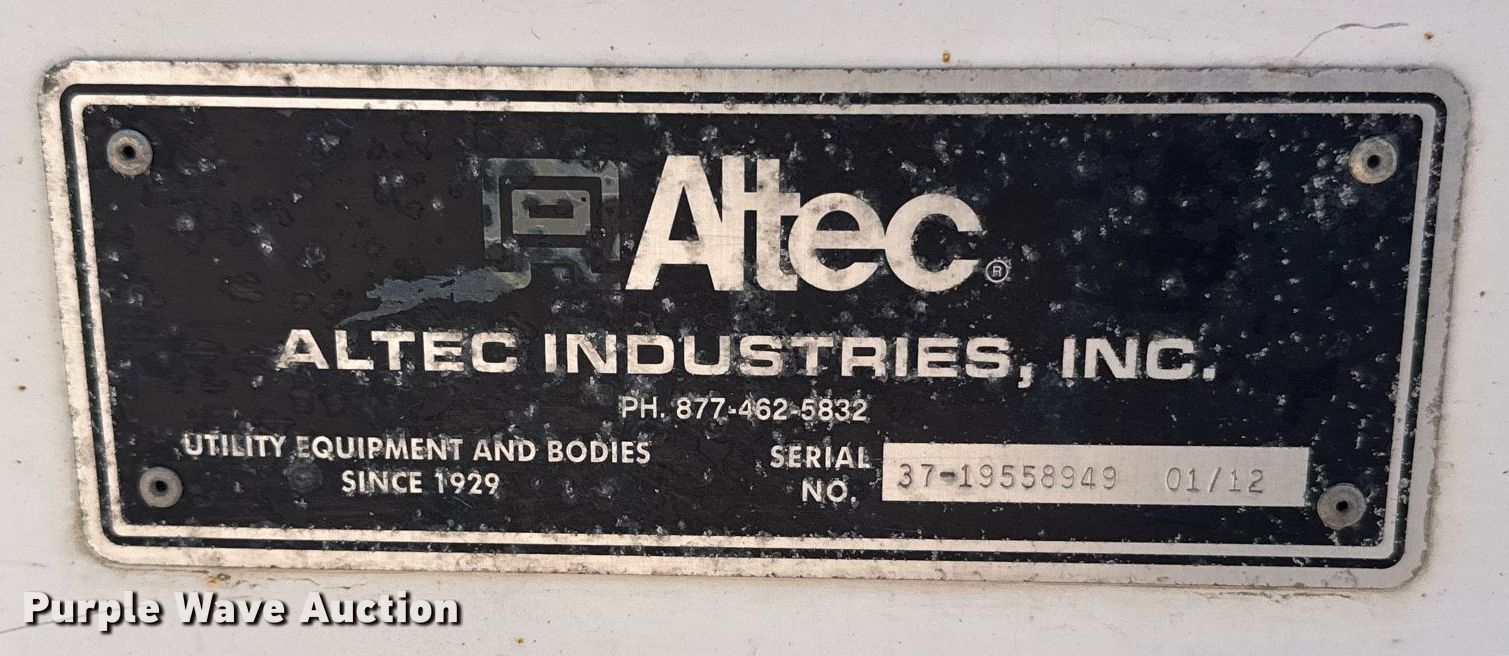 Altec®
ALTEC INDUSTRIES, INC.
PH. 877-462-5832
UTILITY EQUIPMENT AND BODIES
SINCE 1929
SERIAL NO. 37-19558949 01/12
Purple Wave Auction